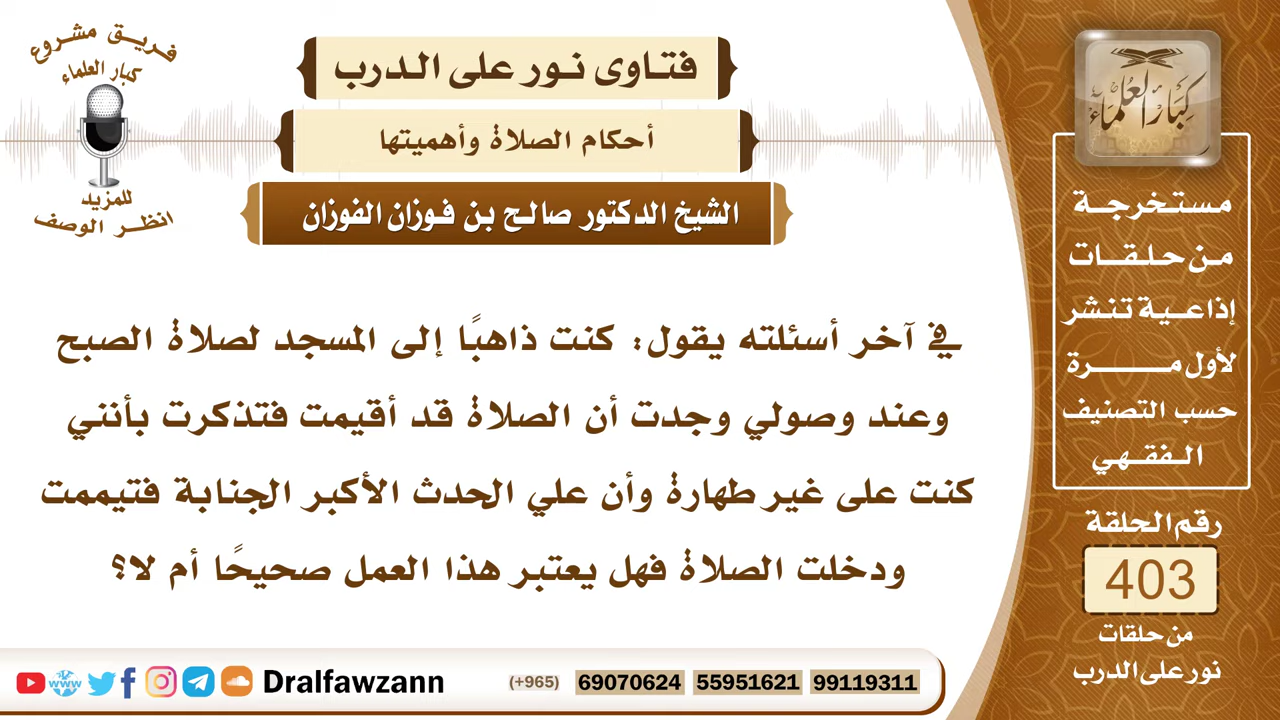 فريق مشروع
كبار العلماء
للمزيد
انظر الوصف
فتاوى نور على الدرب
أحكام الصلاة وأهميتها
الشيخ الدكتور صالح بن فوزان الفوزان
في آخر أسئلته يقول: كنت ذاهبًا إلى المسجد لصلاة الصبح
وعند وصولي وجدت أن الصلاة قد أقيمت فتذكرت بأنني
كنت على غير طهارة وأن علي الحدث الأكبر الجنابة فتيممت
ودخلت الصلاة فهل يعتبر هذا العمل صحيحًا أم لا؟
كبار العلماء
مستخرجة
من حلقات
إذاعية تنشر
لأول مرة
حسب التصنيف
الفقهي
رقم الحلقة
403
من حلقات
نور على الدرب
www
Dralfawzann
(+965) 69070624 55951621 99119311